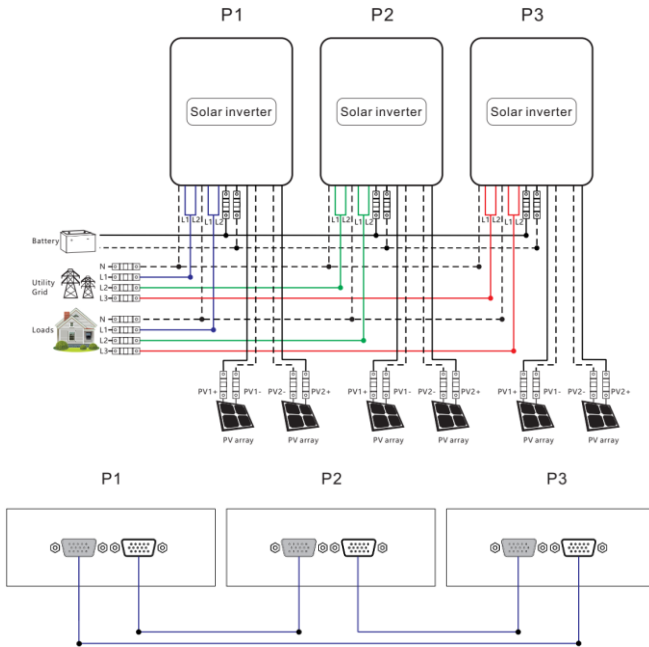 P1 P2 P3
Solar inverter Solar inverter Solar inverter
L1 L2 L1 L2 L1 L2 L1 L2 L1 L2 L1 L2
Battery
N
Utility
Grid
L1
L2
L3
N
Loads
L1
L2
L3
PV1+ PV1- PV2- PV2+ PV1+ PV1- PV2- PV2+ PV1+ PV1- PV2- PV2+
PV array PV array PV array PV array PV array PV array
P1 P2 P3